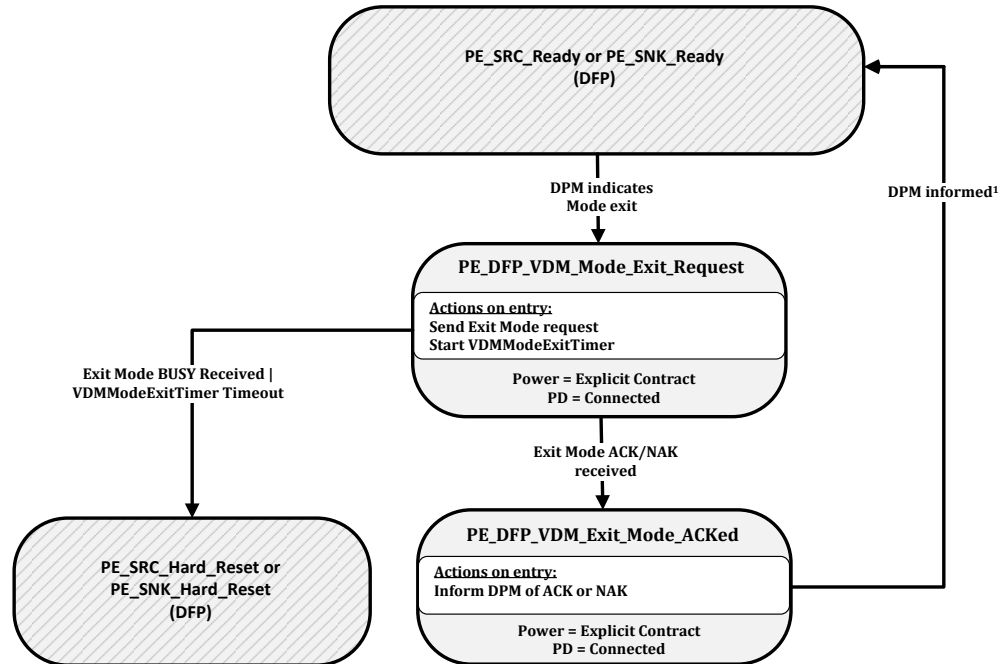 PE_SRC_Ready or PE_SNK_Ready
(DFP)
DPM indicates
Mode exit
DPM informed¹
PE_DFP_VDM_Mode_Exit_Request
Actions on entry:
Send Exit Mode request
Start VDMModeExitTimer
Power = Explicit Contract
PD = Connected
Exit Mode BUSY Received |
VDMModeExitTimer Timeout
Exit Mode ACK/NAK
received
PE_DFP_VDM_Exit_Mode_ACKed
Actions on entry:
Inform DPM of ACK or NAK
Power = Explicit Contract
PD = Connected
PE_SRC_Hard_Reset or
PE_SNK_Hard_Reset
(DFP)